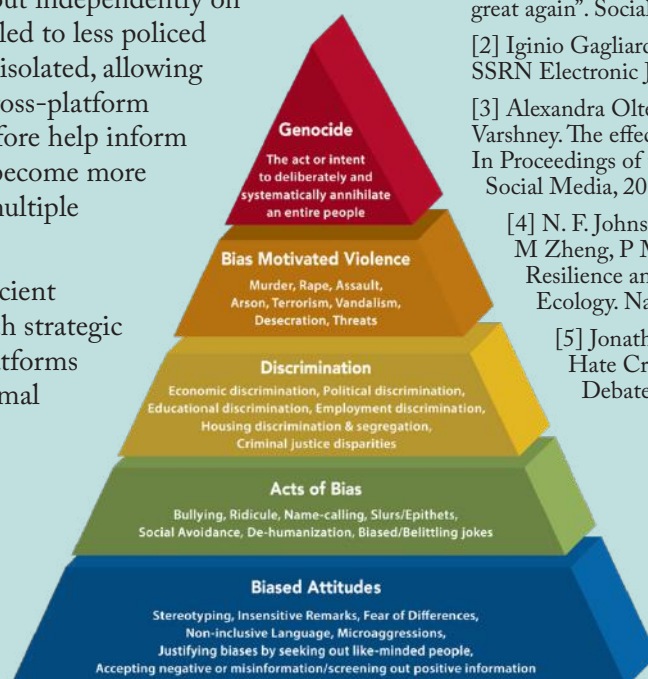 out independently on
led to less policed
isolated, allowing
oss-platform
fore help inform
become more
multiple
cient
h strategic
atforms
mal
great again”. Social
[2] Iginio Gagliard
SSRN Electronic J
[3] Alexandra Olte
Varshney. The effec
In Proceedings of
Social Media, 20
[4] N. F. Johns
M Zheng, P M
Resilience an
Ecology. Na
[5] Jonath
Hate Cr
Debate
Genocide
The act or intent
to deliberately and
systematically annihilate
an entire people
Bias Motivated Violence
Murder, Rape, Assault,
Arson, Terrorism, Vandalism,
Desecration, Threats
Discrimination
Economic discrimination, Political discrimination,
Educational discrimination, Employment discrimination,
Housing discrimination & segregation,
Criminal justice disparities
Acts of Bias
Bullying, Ridicule, Name-calling, Slurs/Epithets,
Social Avoidance, De-humanization, Biased/Belittling jokes
Biased Attitudes
Stereotyping, Insensitive Remarks, Fear of Differences,
Non-inclusive Language, Microaggressions,
Justifying biases by seeking out like-minded people,
Accepting negative or misinformation/screening out positive information